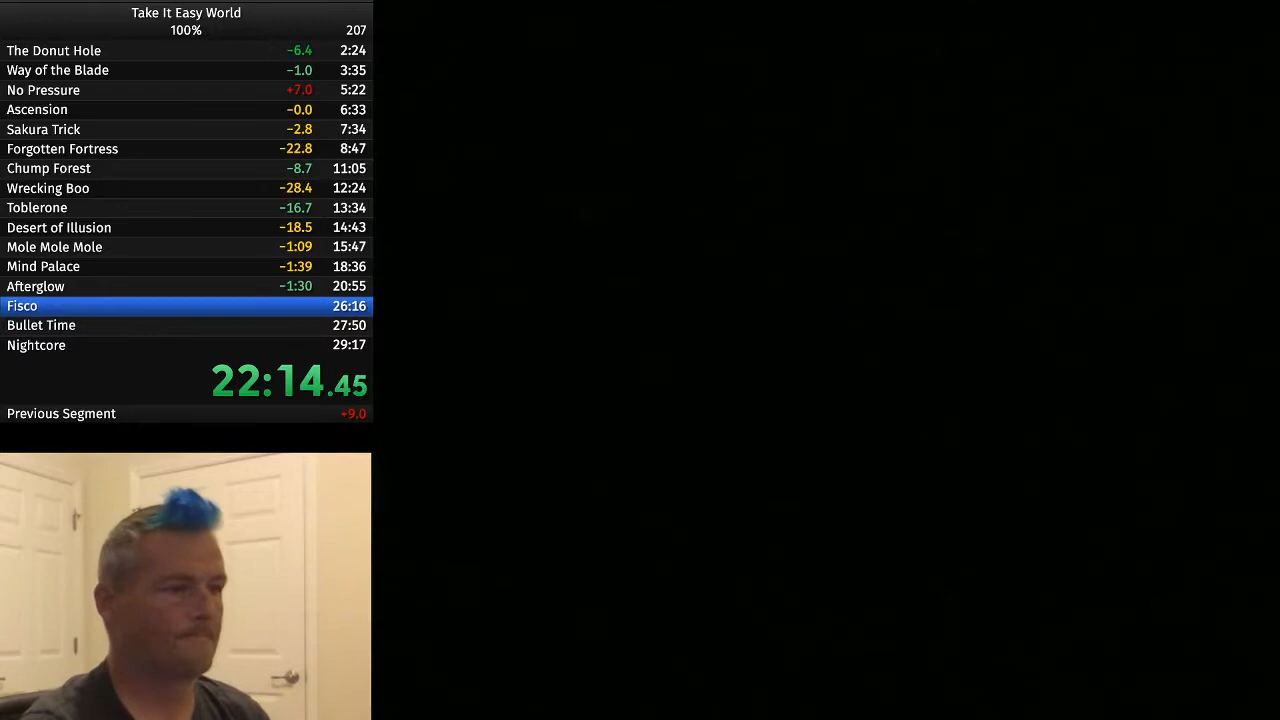 Take It Easy World
100% 207
The Donut Hole −6.4 2:24
Way of the Blade −1.0 3:35
No Pressure +7.0 5:22
Ascension −0.0 6:33
Sakura Trick −2.8 7:34
Forgotten Fortress −22.8 8:47
Chump Forest −8.7 11:05
Wrecking Boo −28.4 12:24
Toblerone −16.7 13:34
Desert of Illusion −18.5 14:43
Mole Mole Mole −1:09 15:47
Mind Palace −1:39 18:36
Afterglow −1:30 20:55
Fisco 26:16
Bullet Time 27:50
Nightcore 29:17
22:14.45
Previous Segment +9.0